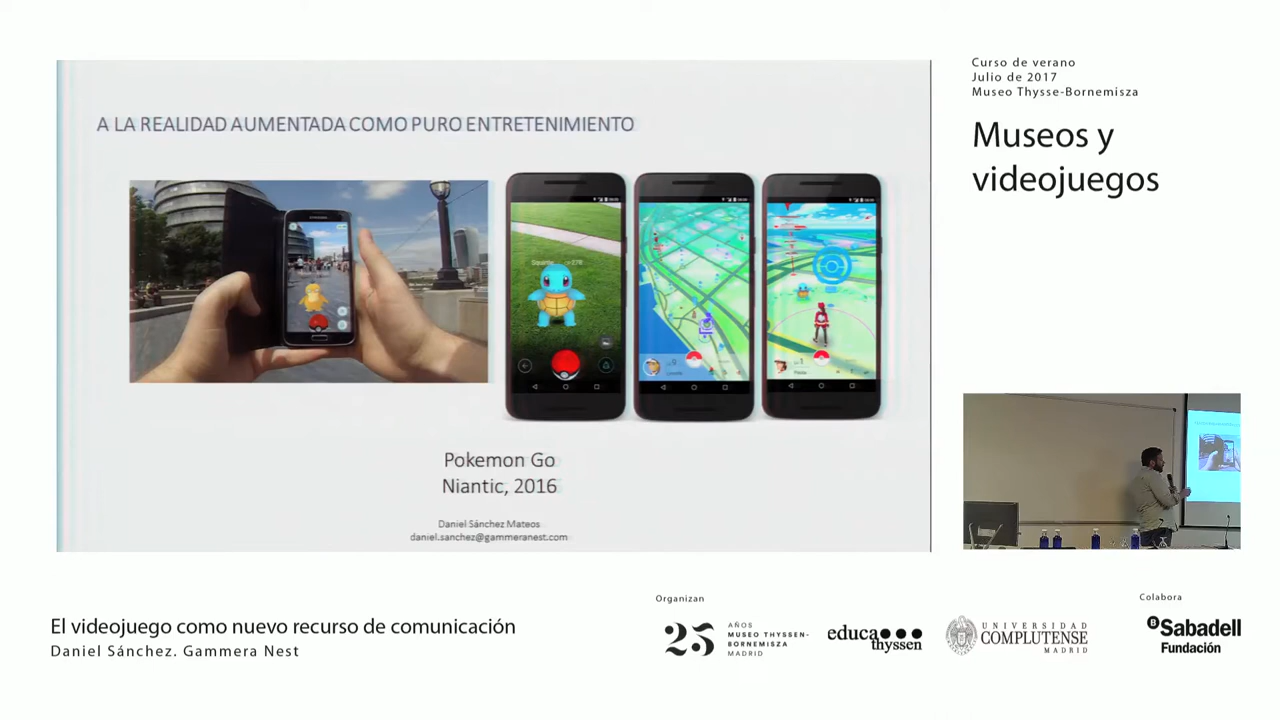 A LA REALIDAD AUMENTADA COMO PURO ENTRETENIMIENTO
Pokemon Go
Niantic, 2016
Daniel Sánchez Mateos
daniel.sanchez@gammeranest.com
Curso de verano
Julio de 2017
Museo Thysse-Bornemisza
Museos y
videojuegos
El videojuego como nuevo recurso de comunicación
Daniel Sánchez. Gammera Nest
Organizan
25
AÑOS
MUSEO THYSSEN-
BORNEMISZA
MADRID
educa
thyssen
UNIVERSIDAD
COMPLUTENSE
MADRID
Colabora
B Sabadell
Fundación